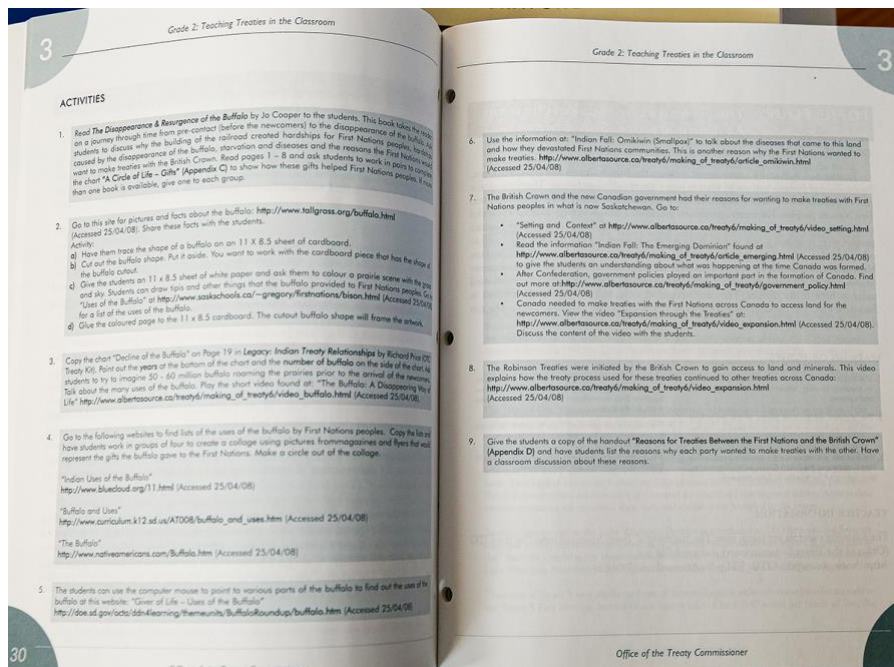 Grade 2: Teaching Treaties in the Classroom
3
ACTIVITIES
1. Read The Disappearance & Resurgence of the Buffalo by Jo Cooper to the students. This book takes the
on a journey through time from pre-contact (before the newcomers) to the disappearance of the buffalo. Ask
students to discuss why the building of the railroad created hardships for First Nations peoples, hardships
caused by the disappearance of the buffalo, starvation and diseases and the reasons the First Nations would
want to make treaties with the British Crown. Read pages 1 – 8 and ask students to work in pairs to complete
the chart "A Circle of Life – Gifts" (Appendix C) to show how these gifts helped First Nations peoples. If more
than one book is available, give one to each group.
2. Go to this site for pictures and facts about the buffalo: http://www.tallgrass.org/buffalo.html
(Accessed 25/04/08). Share these facts with the students.
Activity:
a) Have them trace the shape of a buffalo on an 11 X 8.5 sheet of cardboard.
b) Cut out the buffalo shape. Put it aside. You want to work with the cardboard piece that has the shape of
the buffalo cutout.
c) Give the students an 11 x 8.5 sheet of white paper and ask them to colour a prairie scene with the grass
and sky. Students can draw tipis and other things that the buffalo provided to First Nations peoples. Go to
"Uses of the Buffalo" at http://www.saskschools.ca/~gregory/firstnations/bison.html (Accessed 25/04/08)
for a list of the uses of the buffalo.
d) Glue the coloured page to the 11 x 8.5 cardboard. The cutout buffalo shape will frame the artwork.
3. Copy the chart "Decline of the Buffalo" on Page 19 in Legacy: Indian Treaty Relationships by Richard Price (OTC
Treaty Kit). Point out the years at the bottom of the chart and the number of buffalo on the side of the chart. Ask
students to try to imagine 50 - 60 million buffalo roaming the prairies prior to the arrival of the newcomers.
Talk about the many uses of the buffalo. Play the short video found at: "The Buffalo: A Disappearing Way of
Life" http://www.albertasource.ca/treaty6/making_of_treaty6/video_buffalo.html (Accessed 25/04/08).
4. Go to the following websites to find lists of the uses of the buffalo by First Nations peoples. Copy the lists and
have students work in groups of four to create a collage using pictures frommagazines and flyers that would
represent the gifts the buffalo gave to the First Nations. Make a circle out of the collage.
"Indian Uses of the Buffalo"
http://www.bluecloud.org/11.html (Accessed 25/04/08)
"Buffalo and Uses"
http://www.curriculum.k12.sd.us/AT008/buffalo_and_uses.htm (Accessed 25/04/08)
"The Buffalo"
http://www.nativeamericans.com/Buffalo.htm (Accessed 25/04/08)
5. The students can use the computer mouse to point to various parts of the buffalo to find out the uses of the
buffalo at this website: "Giver of Life – Uses of the Buffalo"
http://doe.sd.gov/octa/ddn4learning/themeunits/BuffaloRoundup/buffalo.htm (Accessed 25/04/08)
30
Grade 2: Teaching Treaties in the Classroom
3
6. Use the information at: "Indian Fall: Omikiwin (Smallpox)" to talk about the diseases that came to this land
and how they devastated First Nations communities. This is another reason why the First Nations wanted to
make treaties. http://www.albertasource.ca/treaty6/making_of_treaty6/article_omikiwin.html
(Accessed 25/04/08)
7. The British Crown and the new Canadian government had their reasons for wanting to make treaties with First
Nations peoples in what is now Saskatchewan. Go to:
• "Setting and Context" at http://www.albertasource.ca/treaty6/making_of_treaty6/video_setting.html
(Accessed 25/04/08)
• Read the information "Indian Fall: The Emerging Dominion" found at
http://www.albertasource.ca/treaty6/making_of_treaty6/article_emerging.html (Accessed 25/04/08)
to give the students an understanding about what was happening at the time Canada was formed.
• After Confederation, government policies played an important part in the formation of Canada. Find
out more at:http://www.albertasource.ca/treaty6/making_of_treaty6/government_policy.html
(Accessed 25/04/08)
• Canada needed to make treaties with the First Nations across Canada to access land for the
newcomers. View the video "Expansion through the Treaties" at:
http://www.albertasource.ca/treaty6/making_of_treaty6/video_expansion.html (Accessed 25/04/08).
Discuss the content of the video with the students.
8. The Robinson Treaties were initiated by the British Crown to gain access to land and minerals. This video
explains how the treaty process used for these treaties continued to other treaties across Canada:
http://www.albertasource.ca/treaty6/making_of_treaty6/video_expansion.html
(Accessed 25/04/08)
9. Give the students a copy of the handout "Reasons for Treaties Between the First Nations and the British Crown"
(Appendix D) and have students list the reasons why each party wanted to make treaties with the other. Have
a classroom discussion about these reasons.
Office of the Treaty Commissioner